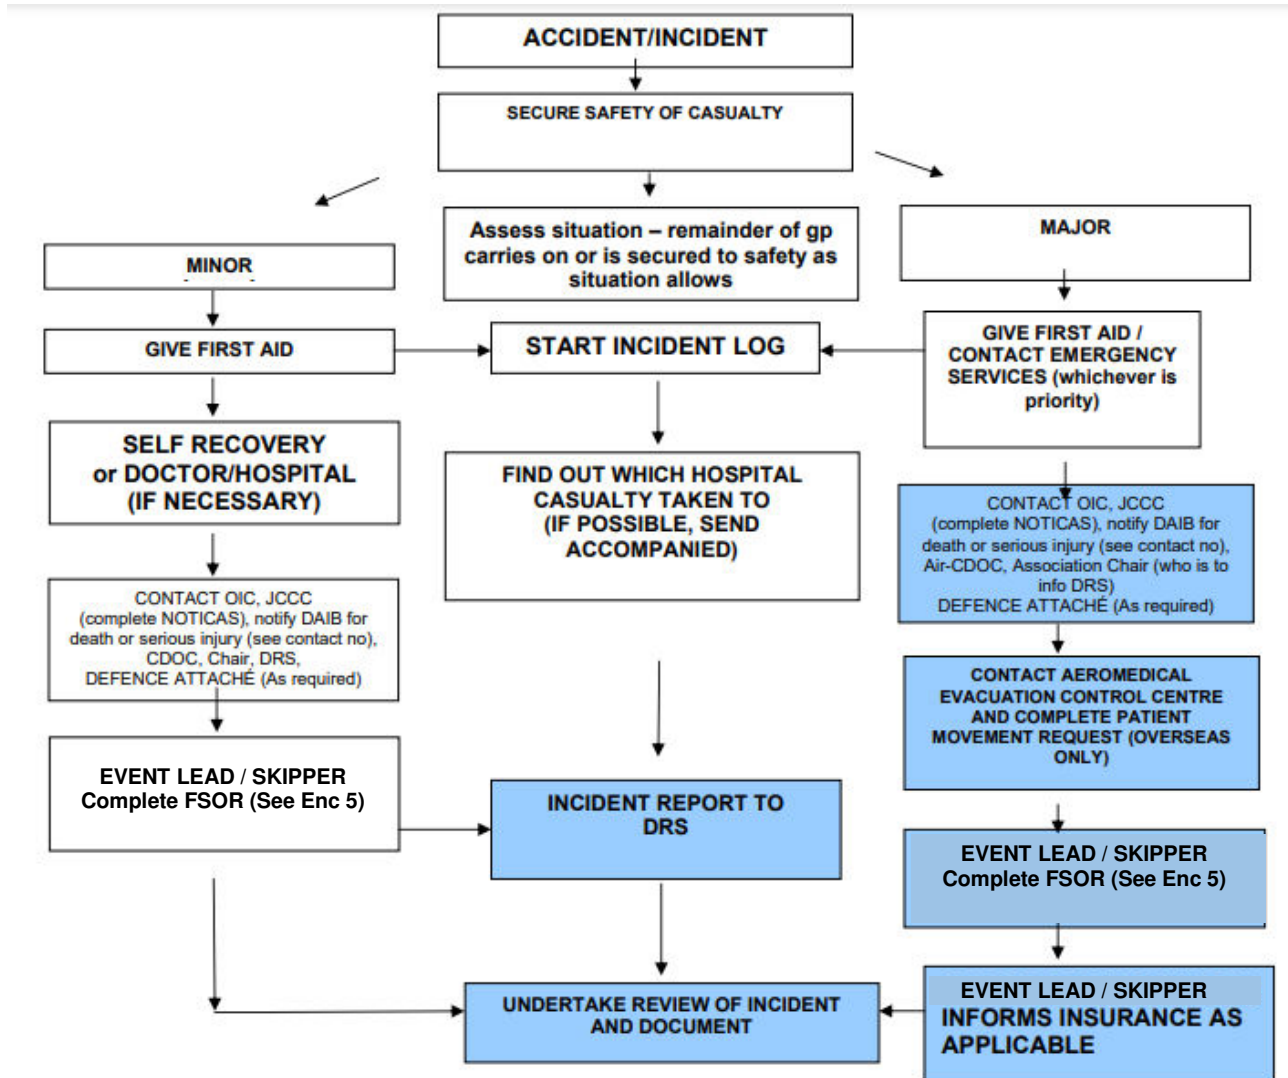 ACCIDENT/INCIDENT
SECURE SAFETY OF CASUALTY
Assess situation – remainder of gp
carries on or is secured to safety as
situation allows
MAJOR
MINOR
GIVE FIRST AID
START INCIDENT LOG
GIVE FIRST AID /
CONTACT EMERGENCY
SERVICES (whichever is
priority)
SELF RECOVERY
or DOCTOR/HOSPITAL
(IF NECESSARY)
FIND OUT WHICH HOSPITAL
CASUALTY TAKEN TO
(IF POSSIBLE, SEND
ACCOMPANIED)
CONTACT OIC, JCCC
(complete NOTICAS), notify DAIB for
death or serious injury (see contact no),
Air-CDOC, Association Chair (who is to
info DRS)
DEFENCE ATTACHÉ (As required)
CONTACT OIC, JCCC
(complete NOTICAS), notify DAIB for
death or serious injury (see contact no),
CDOC, Chair, DRS,
DEFENCE ATTACHÉ (As required)
CONTACT AEROMEDICAL
EVACUATION CONTROL CENTRE
AND COMPLETE PATIENT
MOVEMENT REQUEST (OVERSEAS
ONLY)
EVENT LEAD / SKIPPER
Complete FSOR (See Enc 5)
INCIDENT REPORT TO
DRS
EVENT LEAD / SKIPPER
Complete FSOR (See Enc 5)
UNDERTAKE REVIEW OF INCIDENT
AND DOCUMENT
EVENT LEAD / SKIPPER
INFORMS INSURANCE AS
APPLICABLE